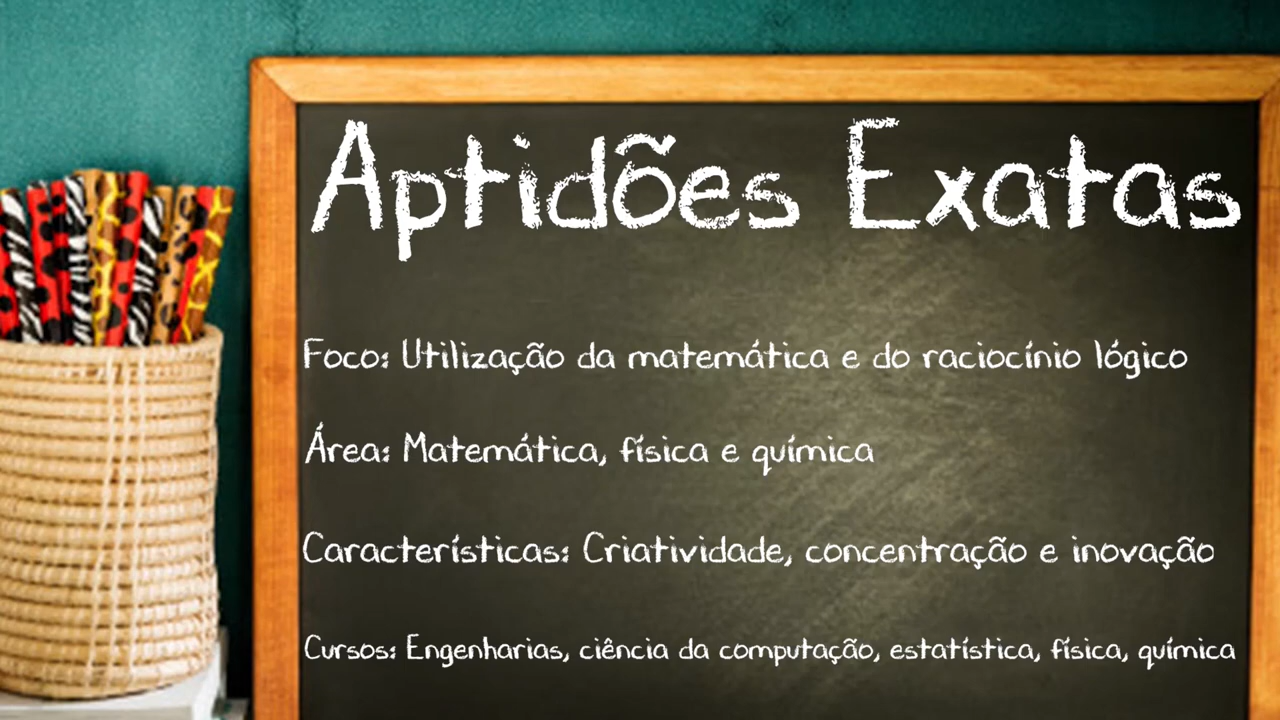 Aptidões Exatas
Foco: Utilização da matemática e do raciocínio lógico
Área: Matemática, física e química
Características: Criatividade, concentração e inovação
Cursos: Engenharias, ciência da computação, estatística, física, química